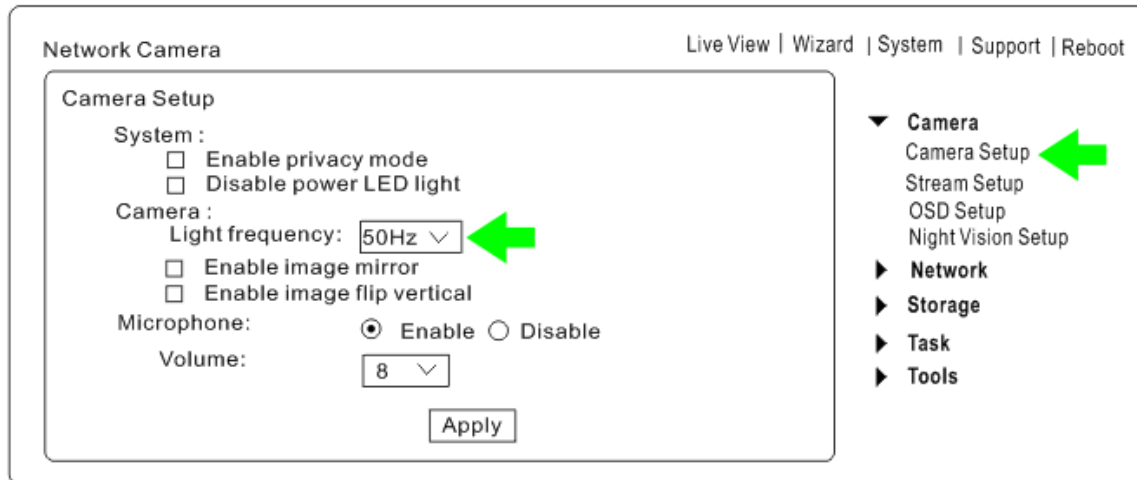 Network Camera
Live View | Wizard | System | Support | Reboot
Camera Setup
System :
Enable privacy mode
Disable power LED light
Camera :
Light frequency: 50Hz
Enable image mirror
Enable image flip vertical
Microphone: Enable Disable
Volume: 8
Apply
Camera
Camera Setup
Stream Setup
OSD Setup
Night Vision Setup
Network
Storage
Task
Tools